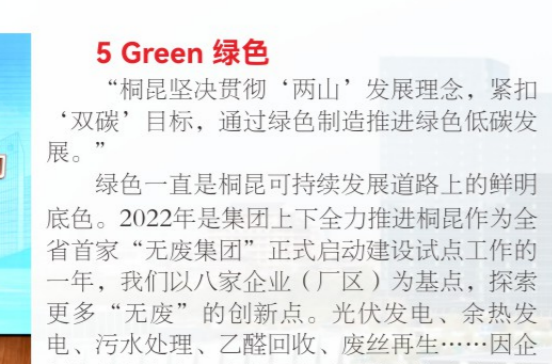 5 Green 绿色
“桐昆坚决贯彻‘两山’发展理念，紧扣
‘双碳’目标，通过绿色制造推进绿色低碳发
展。”
绿色一直是桐昆可持续发展道路上的鲜明
底色。2022年是集团上下全力推进桐昆作为全
省首家“无废集团”正式启动建设试点工作的
一年，我们以八家企业（厂区）为基点，探索
更多“无废”的创新点。光伏发电、余热发
电、污水处理、乙醛回收、废丝再生……因企